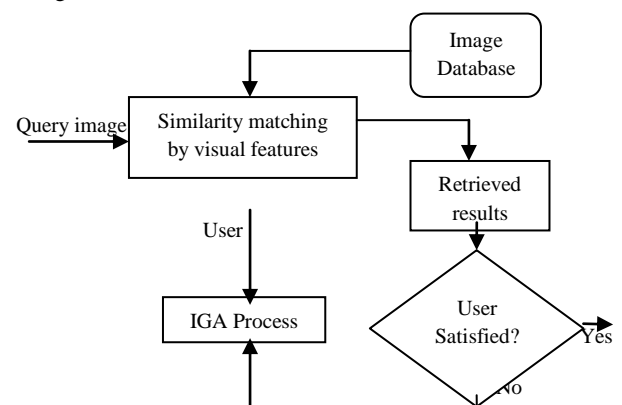 Image
Database
Query image
Similarity matching
by visual features
Retrieved
results
User
IGA Process
User
Satisfied?
Yes
No